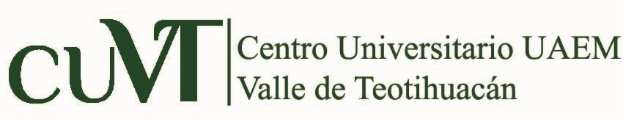 CUVT
Centro Universitario UAEM
Valle de Teotihuacán